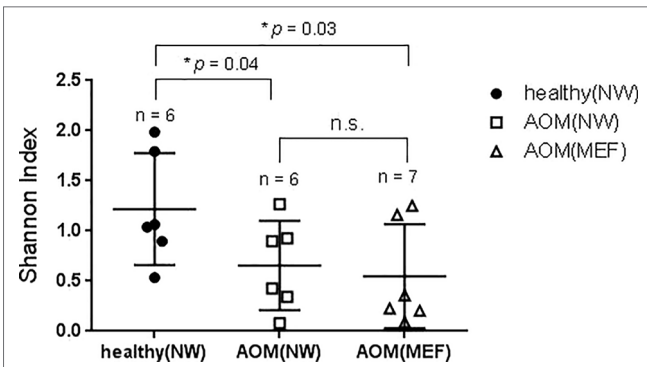 * p = 0.03
* p = 0.04
2.5
n = 6
healthy(NW)
2.0
n.s.
AOM(NW)
AOM(MEF)
1.5
n = 6
n = 7
Shannon Index
1.0
0.5
0.0
healthy(NW) AOM(NW) AOM(MEF)